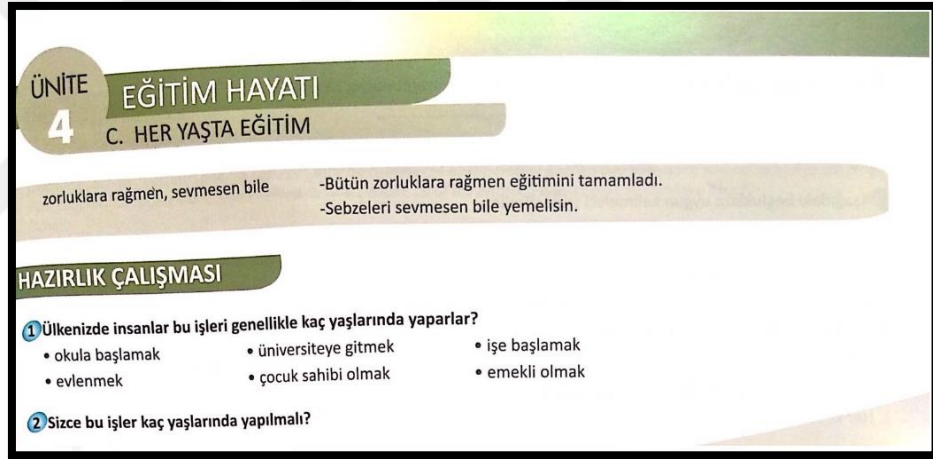 ÜNİTE
4
EĞİTİM HAYATI
C. HER YAŞTA EĞİTİM
zorluklara rağmen, sevmesen bile
-Bütün zorluklara rağmen eğitimini tamamladı.
-Sebzeleri sevmesen bile yemelisin.
HAZIRLIK ÇALIŞMASI
1 Ülkenizde insanlar bu işleri genellikle kaç yaşlarında yaparlar?
• okula başlamak • üniversiteye gitmek • işe başlamak
• evlenmek • çocuk sahibi olmak • emekli olmak
2 Sizce bu işler kaç yaşlarında yapılmalı?